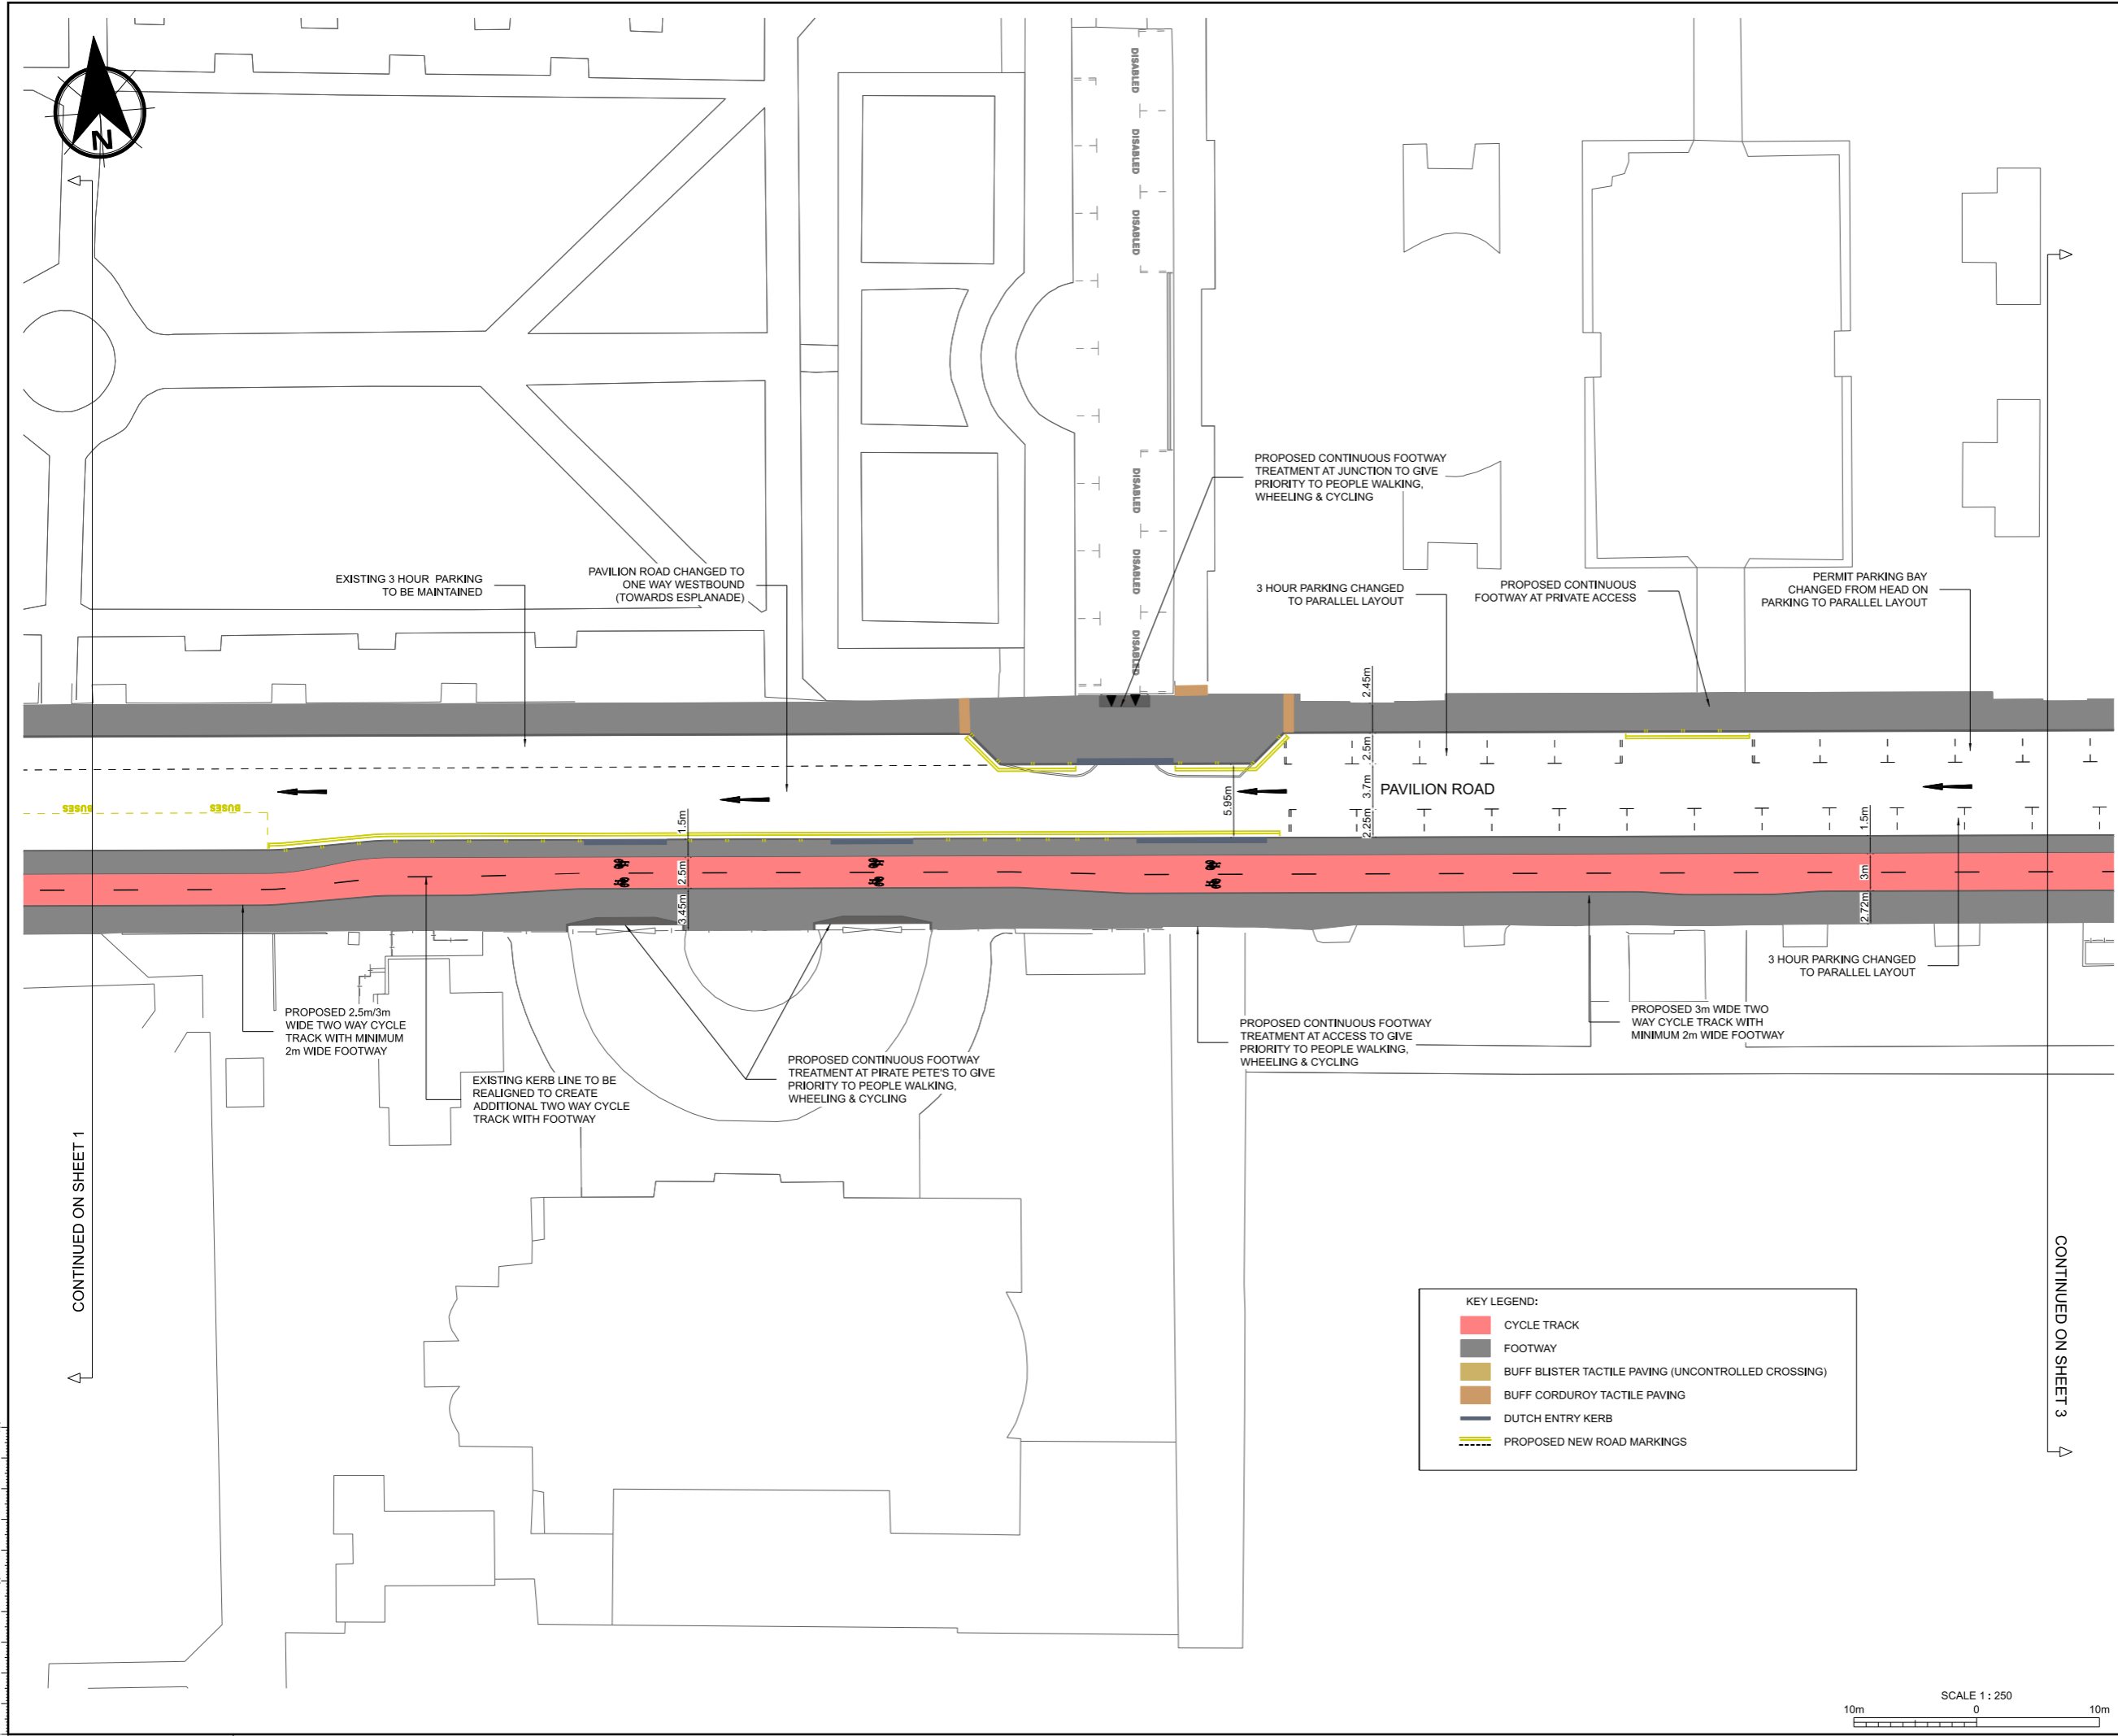 N
DISABLED
DISABLED
DISABLED
DISABLED
DISABLED
DISABLED
PROPOSED CONTINUOUS FOOTWAY
TREATMENT AT JUNCTION TO GIVE
PRIORITY TO PEOPLE WALKING,
WHEELING & CYCLING
EXISTING 3 HOUR PARKING
TO BE MAINTAINED
PAVILION ROAD CHANGED TO
ONE WAY WESTBOUND
(TOWARDS ESPLANADE)
3 HOUR PARKING CHANGED
TO PARALLEL LAYOUT
PROPOSED CONTINUOUS
FOOTWAY AT PRIVATE ACCESS
PERMIT PARKING BAY
CHANGED FROM HEAD ON
PARKING TO PARALLEL LAYOUT
2.45m
2.5m
3.7m
2.25m
5.95m
PAVILION ROAD
BUSES
BUSES
1.5m
2.5m
3.45m
1.5m
3m
2.72m
3 HOUR PARKING CHANGED
TO PARALLEL LAYOUT
PROPOSED 2.5m/3m
WIDE TWO WAY CYCLE
TRACK WITH MINIMUM
2m WIDE FOOTWAY
EXISTING KERB LINE TO BE
REALIGNED TO CREATE
ADDITIONAL TWO WAY CYCLE
TRACK WITH FOOTWAY
PROPOSED CONTINUOUS FOOTWAY
TREATMENT AT PIRATE PETE'S TO GIVE
PRIORITY TO PEOPLE WALKING,
WHEELING & CYCLING
PROPOSED CONTINUOUS FOOTWAY
TREATMENT AT ACCESS TO GIVE
PRIORITY TO PEOPLE WALKING,
WHEELING & CYCLING
PROPOSED 3m WIDE TWO
WAY CYCLE TRACK WITH
MINIMUM 2m WIDE FOOTWAY
CONTINUED ON SHEET 1
CONTINUED ON SHEET 3
KEY LEGEND:
CYCLE TRACK
FOOTWAY
BUFF BLISTER TACTILE PAVING (UNCONTROLLED CROSSING)
BUFF CORDUROY TACTILE PAVING
DUTCH ENTRY KERB
PROPOSED NEW ROAD MARKINGS
SCALE 1 : 250
10m 0 10m